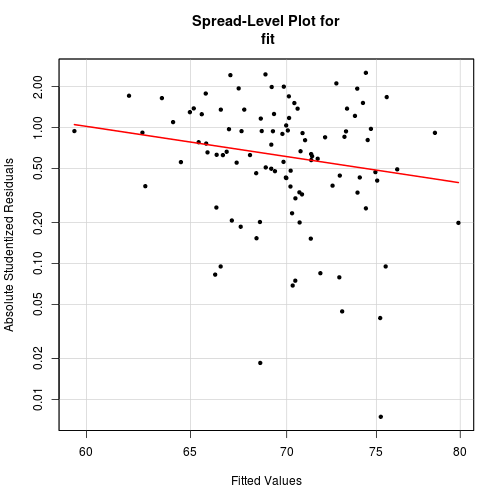 Spread-Level Plot for
fit
Absolute Studentized Residuals
2.00
1.00
0.50
0.20
0.10
0.05
0.02
0.01
60 65 70 75 80
Fitted Values